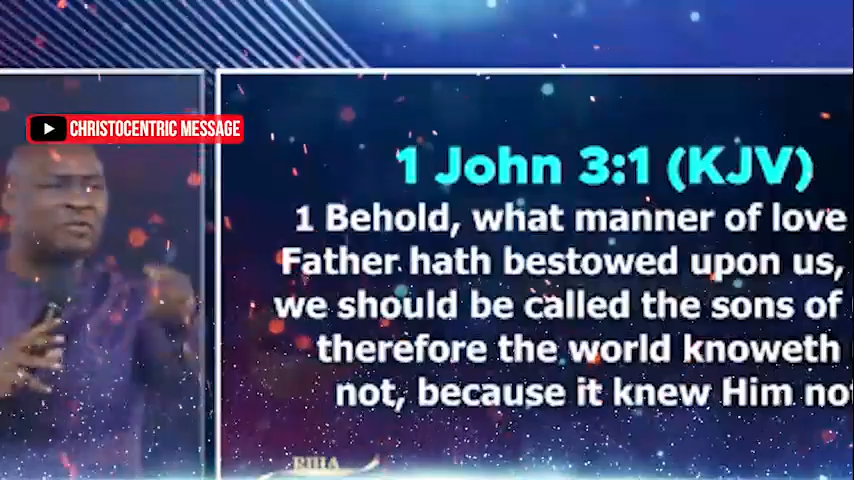 CHRISTOCENTRIC MESSAGE
1 John 3:1 (KJV)
1 Behold, what manner of love
Father hath bestowed upon us,
we should be called the sons of
therefore the world knoweth
not, because it knew Him not